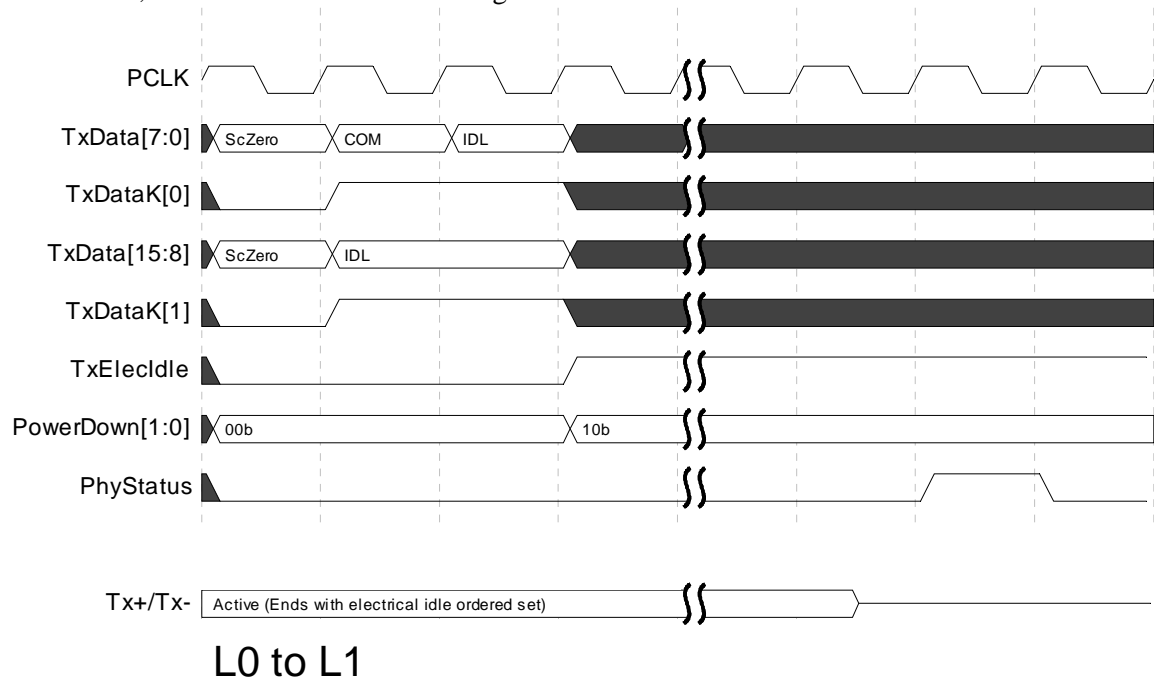 PCLK
TxData[7:0] ScZero COM IDL
TxDataK[0]
TxData[15:8] ScZero IDL
TxDataK[1]
TxElecIdle
PowerDown[1:0] 00b 10b
PhyStatus
Tx+/Tx- Active (Ends with electrical idle ordered set)
L0 to L1